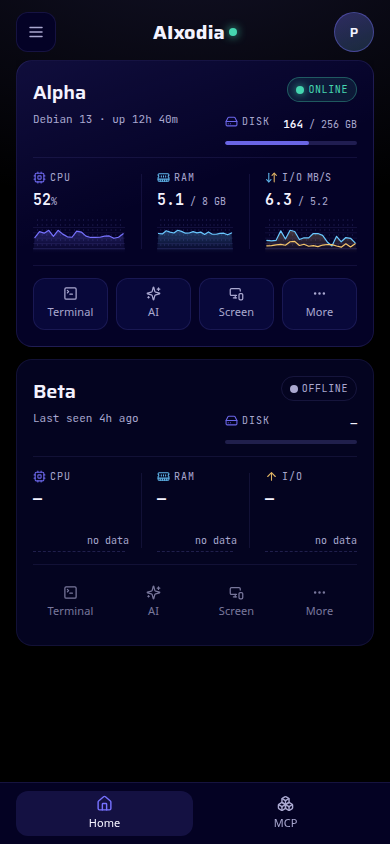 AIxodia
P
Alpha
ONLINE
Debian 13 · up 12h 40m
DISK 164 / 256 GB
CPU
RAM
I/O MB/S
52%
5.1 / 8 GB
6.3 / 5.2
Terminal
AI
Screen
More
Beta
OFFLINE
Last seen 4h ago
DISK —
CPU
RAM
I/O
—
—
—
no data
no data
no data
Terminal
AI
Screen
More
Home
MCP